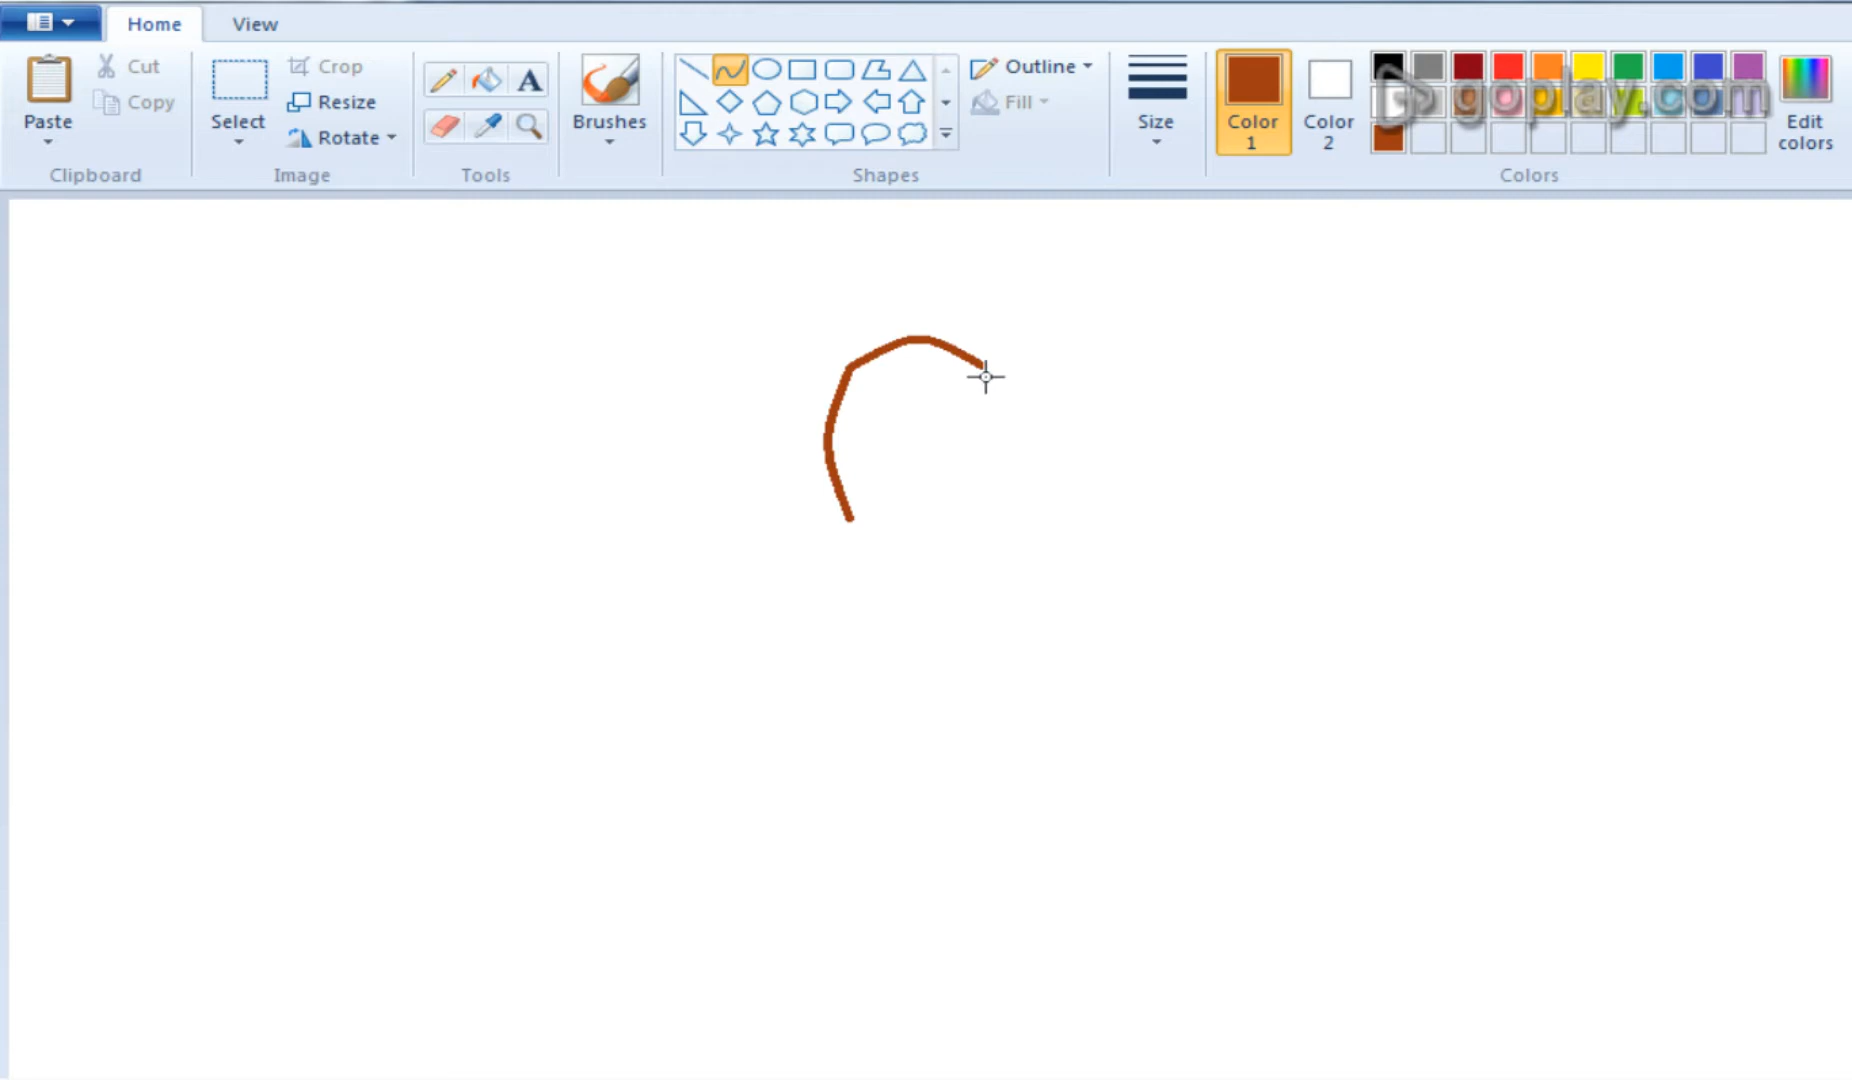 Home View
Cut Crop Outline
Copy Resize Fill
Paste Select Rotate Brushes Size Color 1 Color 2 Edit colors
Clipboard Image Tools Shapes Colors
A
goplay.com